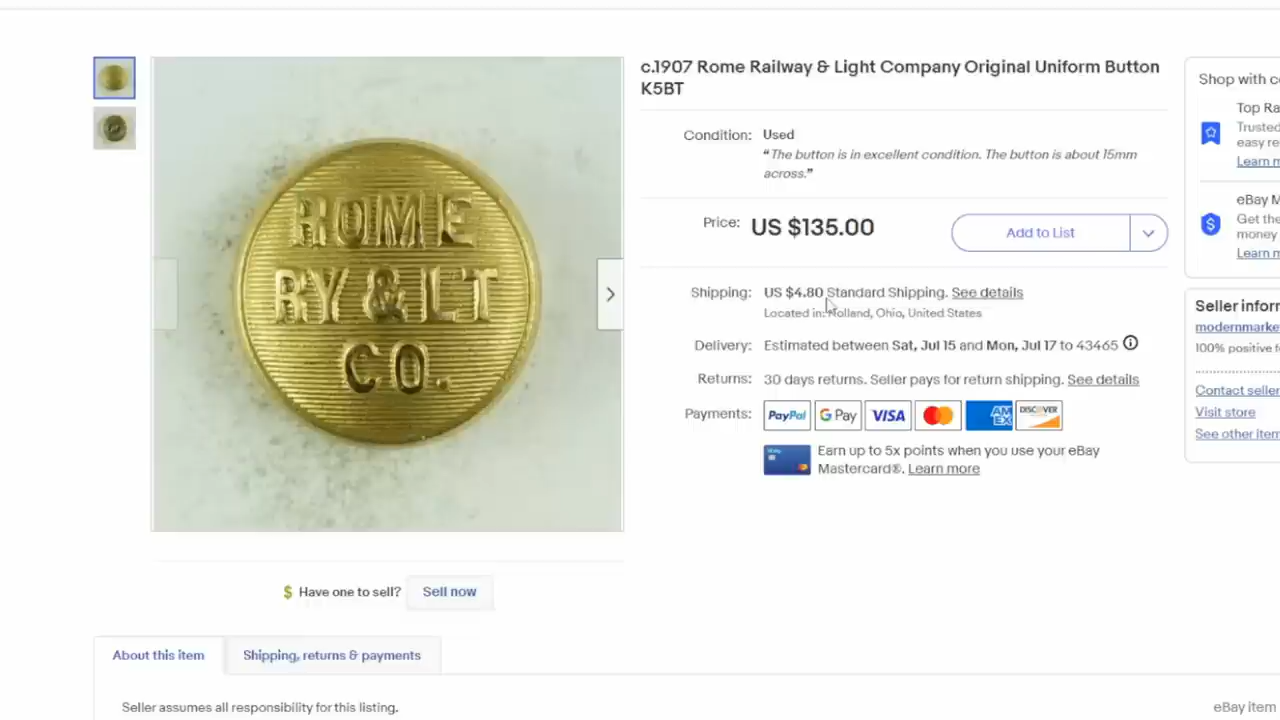 c.1907 Rome Railway & Light Company Original Uniform Button
K5BT
ROME
RY & LT
CO.
Condition: Used
"The button is in excellent condition. The button is about 15mm
across."
Price: US $135.00
Add to List
Shipping: US $4.80 Standard Shipping. See details
Located in: Holland, Ohio, United States
Delivery: Estimated between Sat, Jul 15 and Mon, Jul 17 to 43465
Returns: 30 days returns. Seller pays for return shipping. See details
Payments: PayPal G Pay VISA AM EX DISCOVER
Earn up to 5x points when you use your eBay
Mastercard®. Learn more
Shop with co
Top Ra
Trusted
easy re
Learn m
eBay M
Get the
money
Learn m
Seller inforr
modernmarke
100% positive f
Contact seller
Visit store
See other item
$ Have one to sell? Sell now
About this item
Shipping, returns & payments
Seller assumes all responsibility for this listing.
eBay item